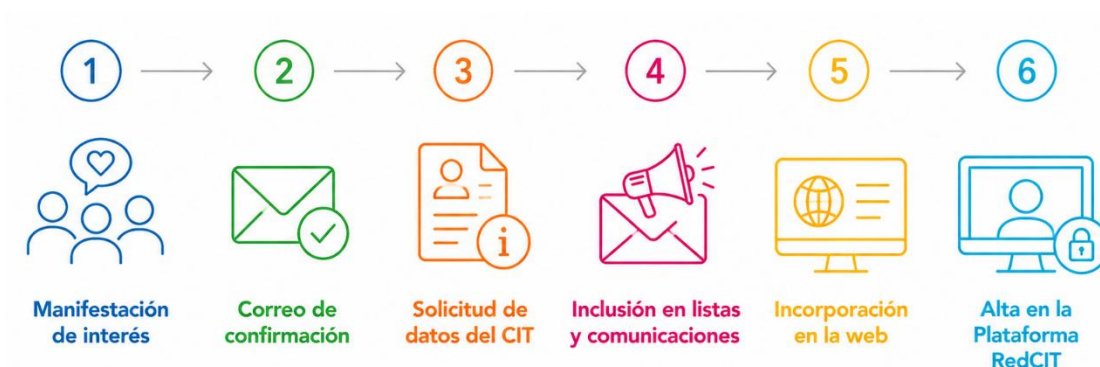 1
2
3
4
5
6
i
Manifestación
de interés
Correo de
confirmación
Solicitud de
datos del CIT
Inclusión en listas
y comunicaciones
Incorporación
en la web
Alta en la
Plataforma
RedCIT